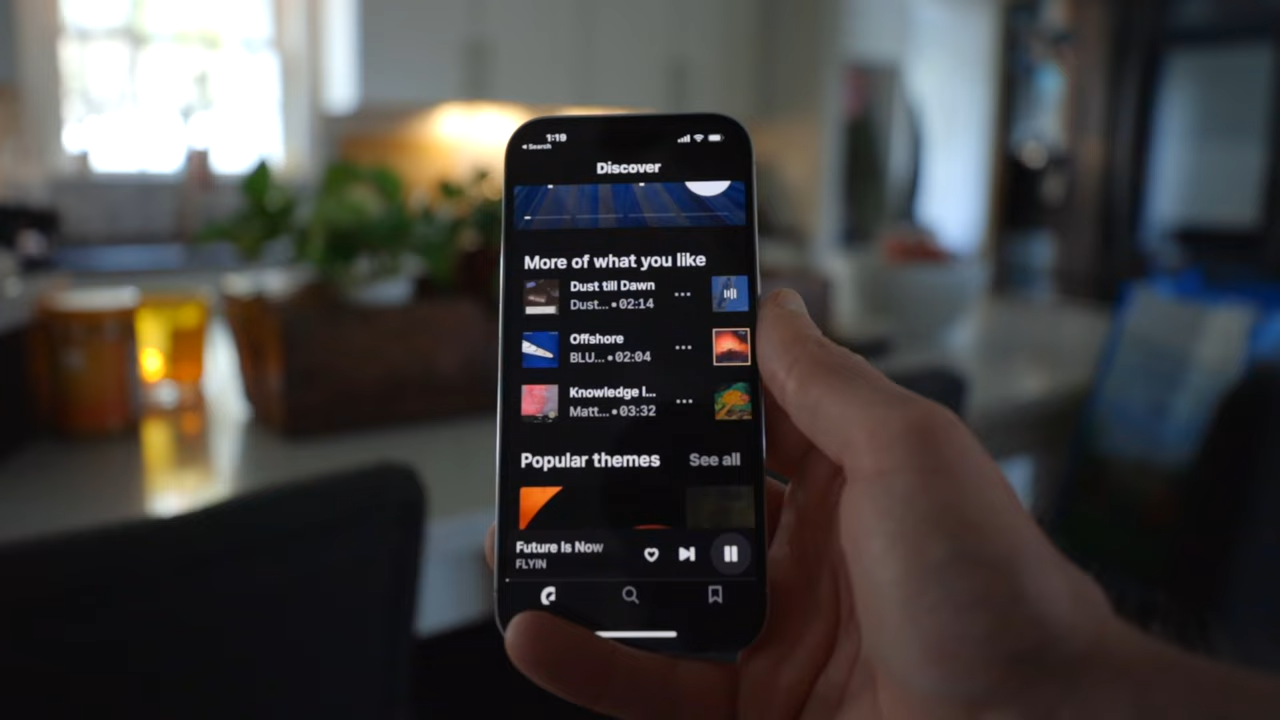 1:19
◂ Search
Discover
More of what you like
Dust till Dawn
Dust... • 02:14
Offshore
BLU... • 02:04
Knowledge I...
Matt... • 03:32
Popular themes See all
Future Is Now
FLYIN